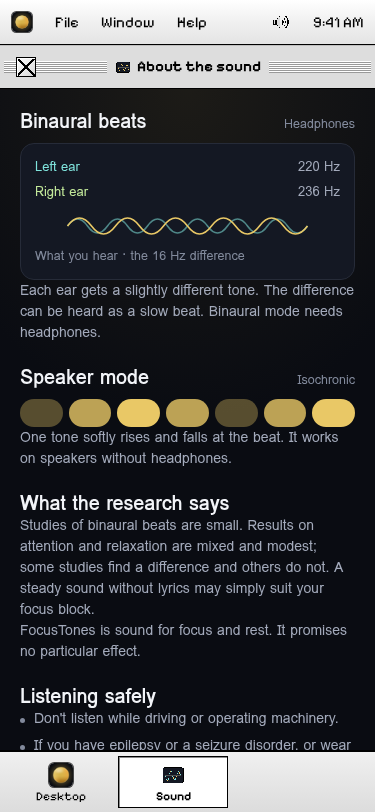 File Window Help 9:41 AM
About the sound
Binaural beats Headphones
Left ear 220 Hz
Right ear 236 Hz
What you hear · the 16 Hz difference
Each ear gets a slightly different tone. The difference
can be heard as a slow beat. Binaural mode needs
headphones.
Speaker mode Isochronic
One tone softly rises and falls at the beat. It works
on speakers without headphones.
What the research says
Studies of binaural beats are small. Results on
attention and relaxation are mixed and modest;
some studies find a difference and others do not. A
steady sound without lyrics may simply suit your
focus block.
FocusTones is sound for focus and rest. It promises
no particular effect.
Listening safely
Don't listen while driving or operating machinery.
If you have epilepsy or a seizure disorder, or wear
Desktop Sound